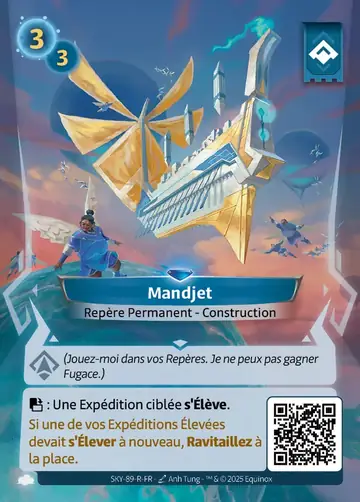 3
3
Mandjet
Repère Permanent - Construction
(Jouez-moi dans vos Repères. Je ne peux pas gagner
Fugace.)
: Une Expédition ciblée s'Élève.
Si une de vos Expéditions Élevées
devait s'Élever à nouveau, Ravitaillez à
la place.
SKY-89-R-FR - Anh Tung - ™ & © 2025 Equinox